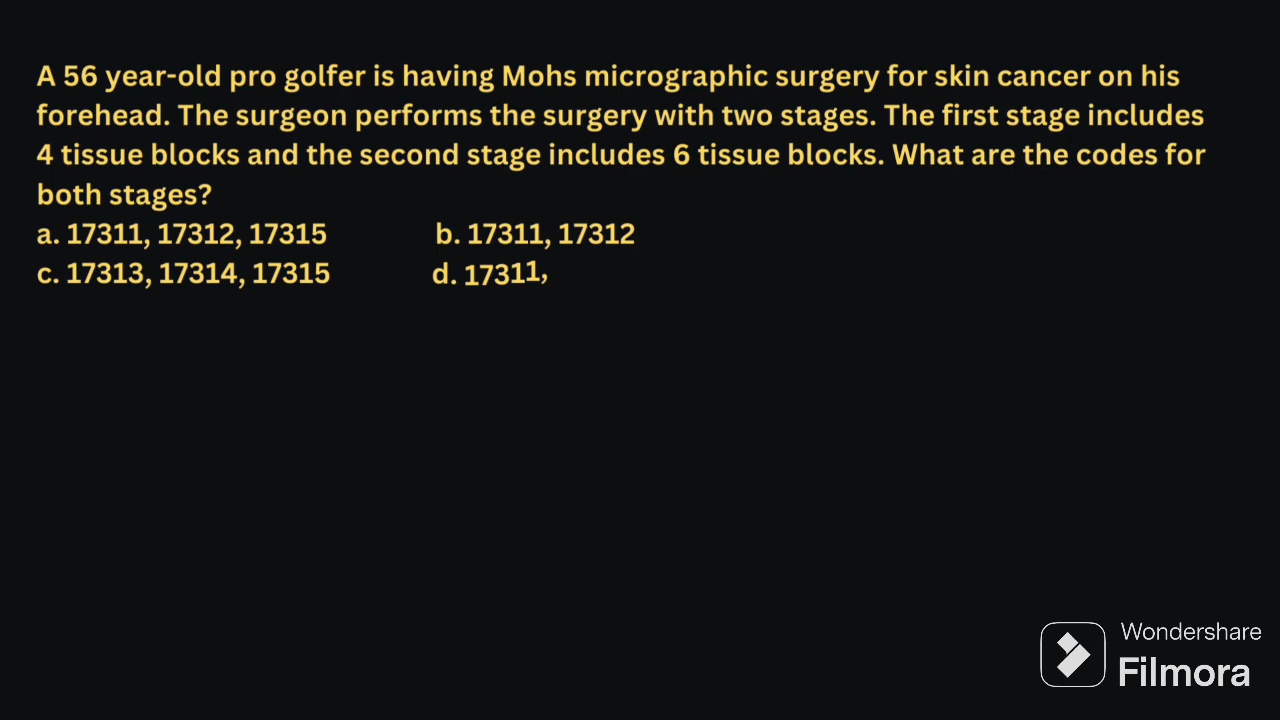 A 56 year-old pro golfer is having Mohs micrographic surgery for skin cancer on his
forehead. The surgeon performs the surgery with two stages. The first stage includes
4 tissue blocks and the second stage includes 6 tissue blocks. What are the codes for
both stages?
a. 17311, 17312, 17315 b. 17311, 17312
c. 17313, 17314, 17315 d. 17311,
Wondershare
Filmora